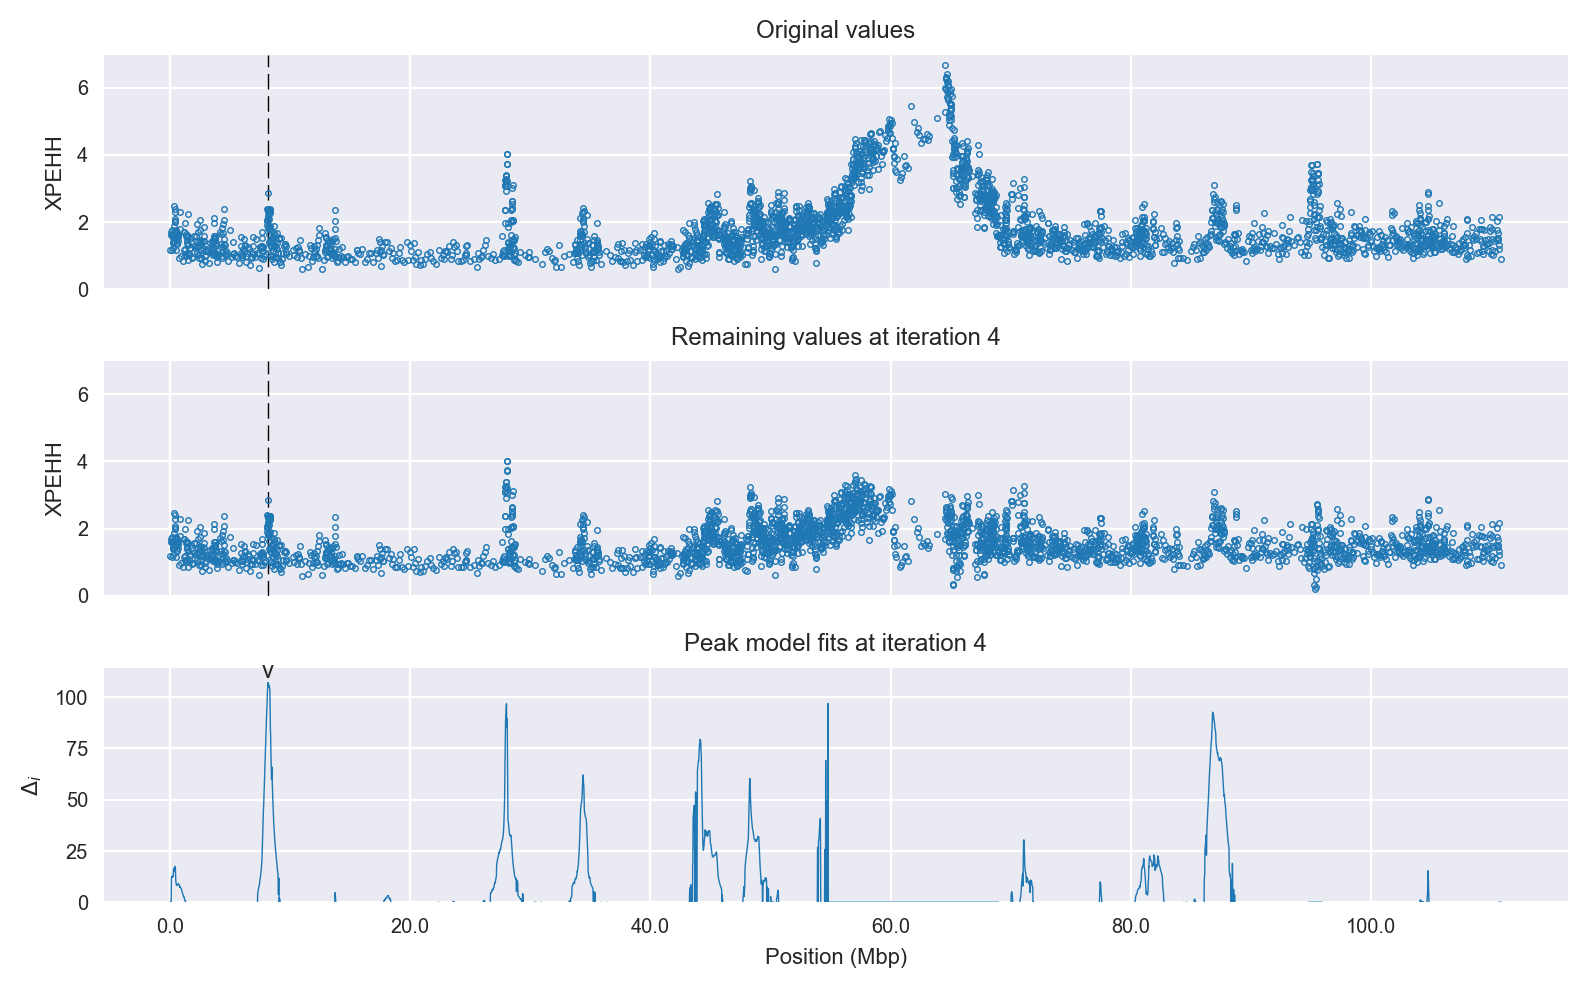 Original values
6
4
2
0
XPEHH
Remaining values at iteration 4
6
4
2
0
XPEHH
Peak model fits at iteration 4
v
100
75
50
25
0
Δi
0.0 20.0 40.0 60.0 80.0 100.0
Position (Mbp)